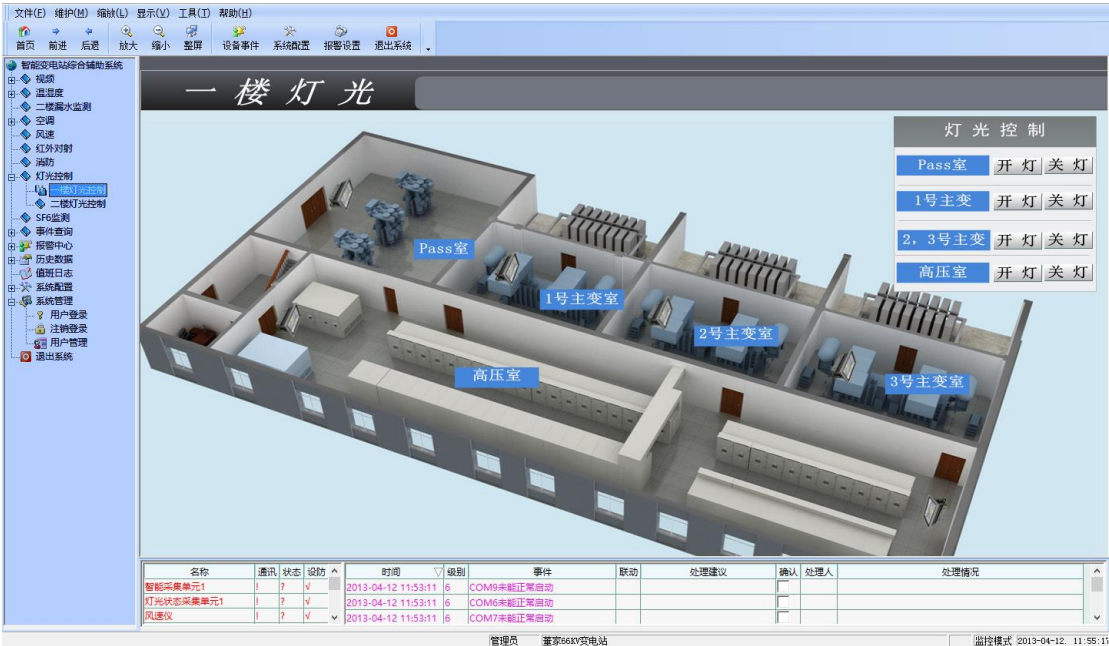 文件(F) 维护(M) 缩放(L) 显示(V) 工具(T) 帮助(H)
首页 前进 后退 放大 缩小 整屏 设备事件 系统配置 报警设置 退出系统
智能变电站综合辅助系统
视频
温湿度
二楼漏水监测
空调
风速
红外对射
消防
灯光控制
一楼灯光控制
二楼灯光控制
SF6监测
事件查询
报警中心
历史数据
值班日志
系统配置
系统管理
用户登录
注销登录
用户管理
退出系统
一楼灯光
灯光控制
Pass室 开灯 关灯
1号主变 开灯 关灯
2，3号主变 开灯 关灯
高压室 开灯 关灯
Pass室
1号主变室
2号主变室
高压室
3号主变室
名称 通讯 状态 设防
智能采集单元1 ! ? √
灯光状态采集单元1 ! ? √
风速仪 ! ? √
时间 级别 事件 联动 处理建议 确认 处理人 处理情况
2013-04-12 11:53:11 6 COM9未能正常启动
2013-04-12 11:53:11 6 COM6未能正常启动
2013-04-12 11:53:11 6 COM7未能正常启动
管理员 董家66KV变电站 监控模式 2013-04-12. 11:55:1